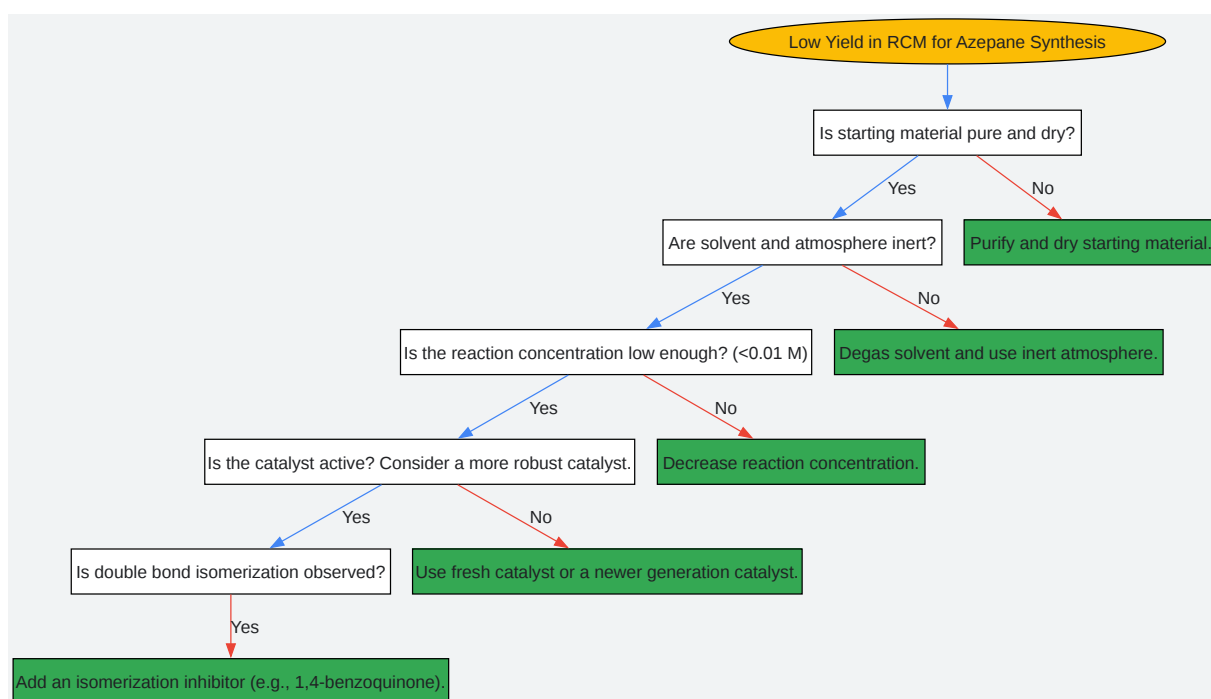 Low Yield in RCM for Azepane Synthesis
Is starting material pure and dry?
Yes
No
Are solvent and atmosphere inert?
Purify and dry starting material.
Yes
No
Is the reaction concentration low enough? (<0.01 M)
Degas solvent and use inert atmosphere.
Yes
No
Is the catalyst active? Consider a more robust catalyst.
Decrease reaction concentration.
Yes
No
Is double bond isomerization observed?
Use fresh catalyst or a newer generation catalyst.
Yes
Add an isomerization inhibitor (e.g., 1,4-benzoquinone).